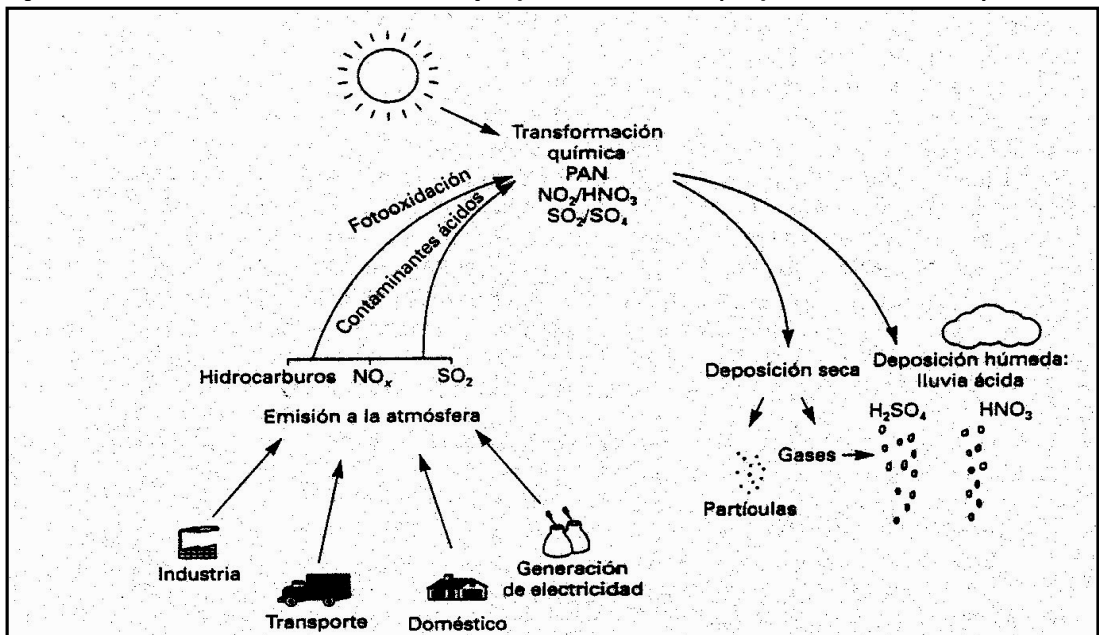 Transformación
química
PAN
NO₂/HNO₃
SO₂/SO₄
Fotooxidación
Contaminantes ácidos
Hidrocarburos NOₓ SO₂
Emisión a la atmósfera
Industria
Transporte
Doméstico
Generación
de electricidad
Deposición seca
Partículas
Gases
Deposición húmeda:
lluvia ácida
H₂SO₄ HNO₃